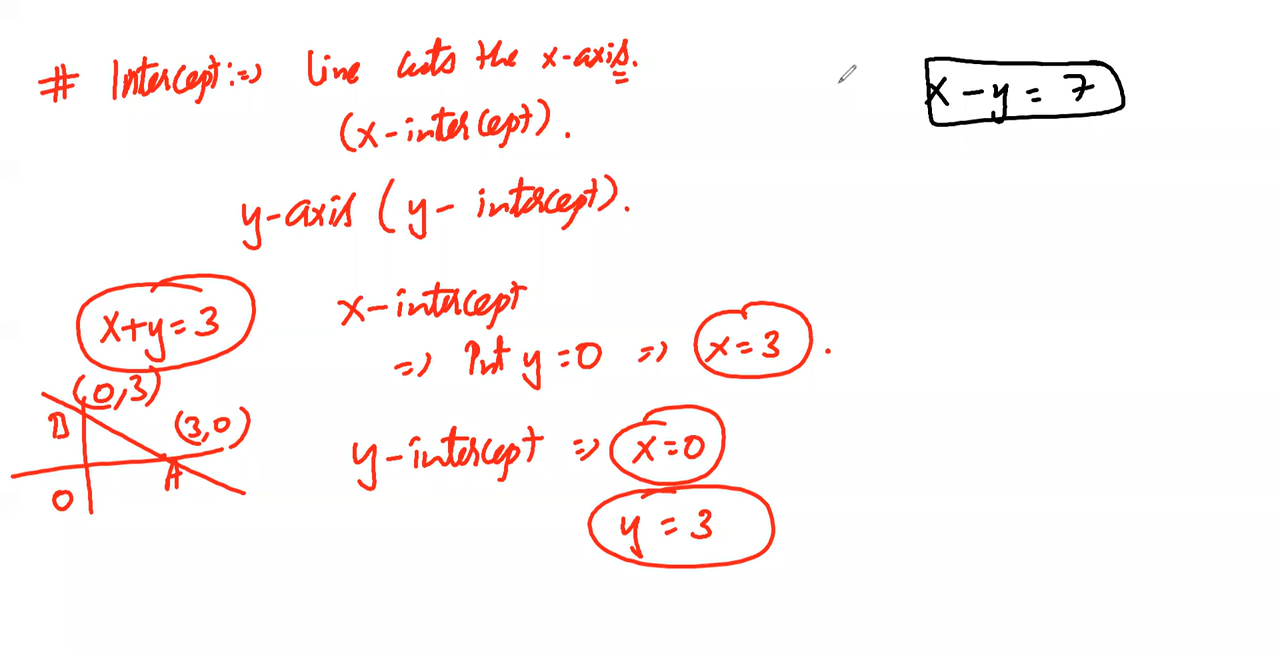 # Intercept :=> Line cuts the x-axis.
(x-intercept).
y-axis (y-intercept).
x - y = 7
x+y=3
x-intercept
=> Put y=0 => x=3.
y-intercept => x=0
y=3
(0,3)
(3,0)
B
A
O